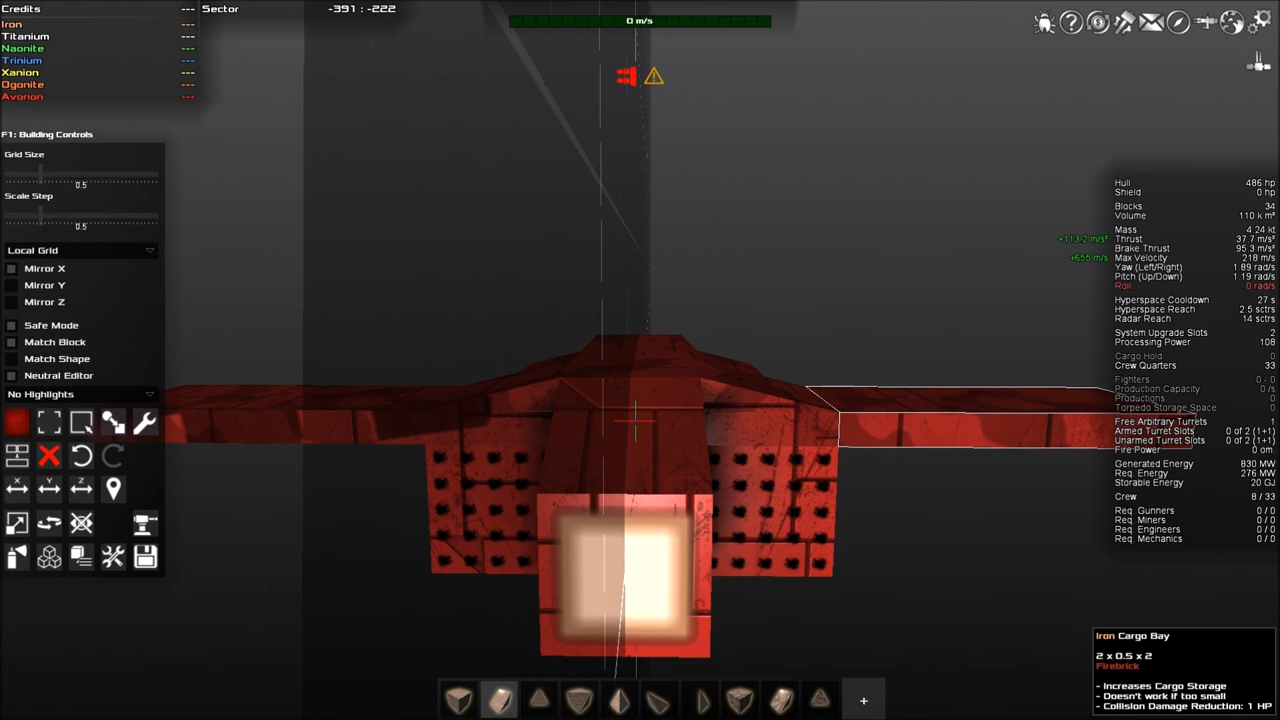 Credits ---
Iron ---
Titanium ---
Naonite ---
Trinium ---
Xanion ---
Ogonite ---
Avorion ---
Sector -391 : -222
0 m/s
F1: Building Controls
Grid Size
0.5
Scale Step
0.5
Local Grid
Mirror X
Mirror Y
Mirror Z
Safe Mode
Match Block
Match Shape
Neutral Editor
No Highlights
X Y Z
Hull 486 hp
Shield 0 hp
Blocks 34
Volume 110 k m³
Mass 4.24 kt
+113.2 m/s² Thrust 37.7 m/s²
Brake Thrust 95.3 m/s²
+655 m/s Max Velocity 218 m/s
Yaw (Left/Right) 1.89 rad/s
Pitch (Up/Down) 1.19 rad/s
Roll 0 rad/s
Hyperspace Cooldown 27 s
Hyperspace Reach 2.5 sctrs
Radar Reach 14 sctrs
System Upgrade Slots 2
Processing Power 108
Cargo Hold 0
Crew Quarters 33
Fighters 0 - 0
Production Capacity 0 /s
Productions 0
Torpedo Storage Space 0
Free Arbitrary Turrets 1
Armed Turret Slots 0 of 2 (1+1)
Unarmed Turret Slots 0 of 2 (1+1)
Fire Power 0 om.
Generated Energy 830 MW
Req. Energy 276 MW
Storable Energy 20 GJ
Crew 8 / 33
Req. Gunners 0 / 0
Req. Miners 0 / 0
Req. Engineers 0 / 0
Req. Mechanics 0 / 0
Iron Cargo Bay
2 x 0.5 x 2
Firebrick
- Increases Cargo Storage
- Doesn't work if too small
- Collision Damage Reduction: 1 HP